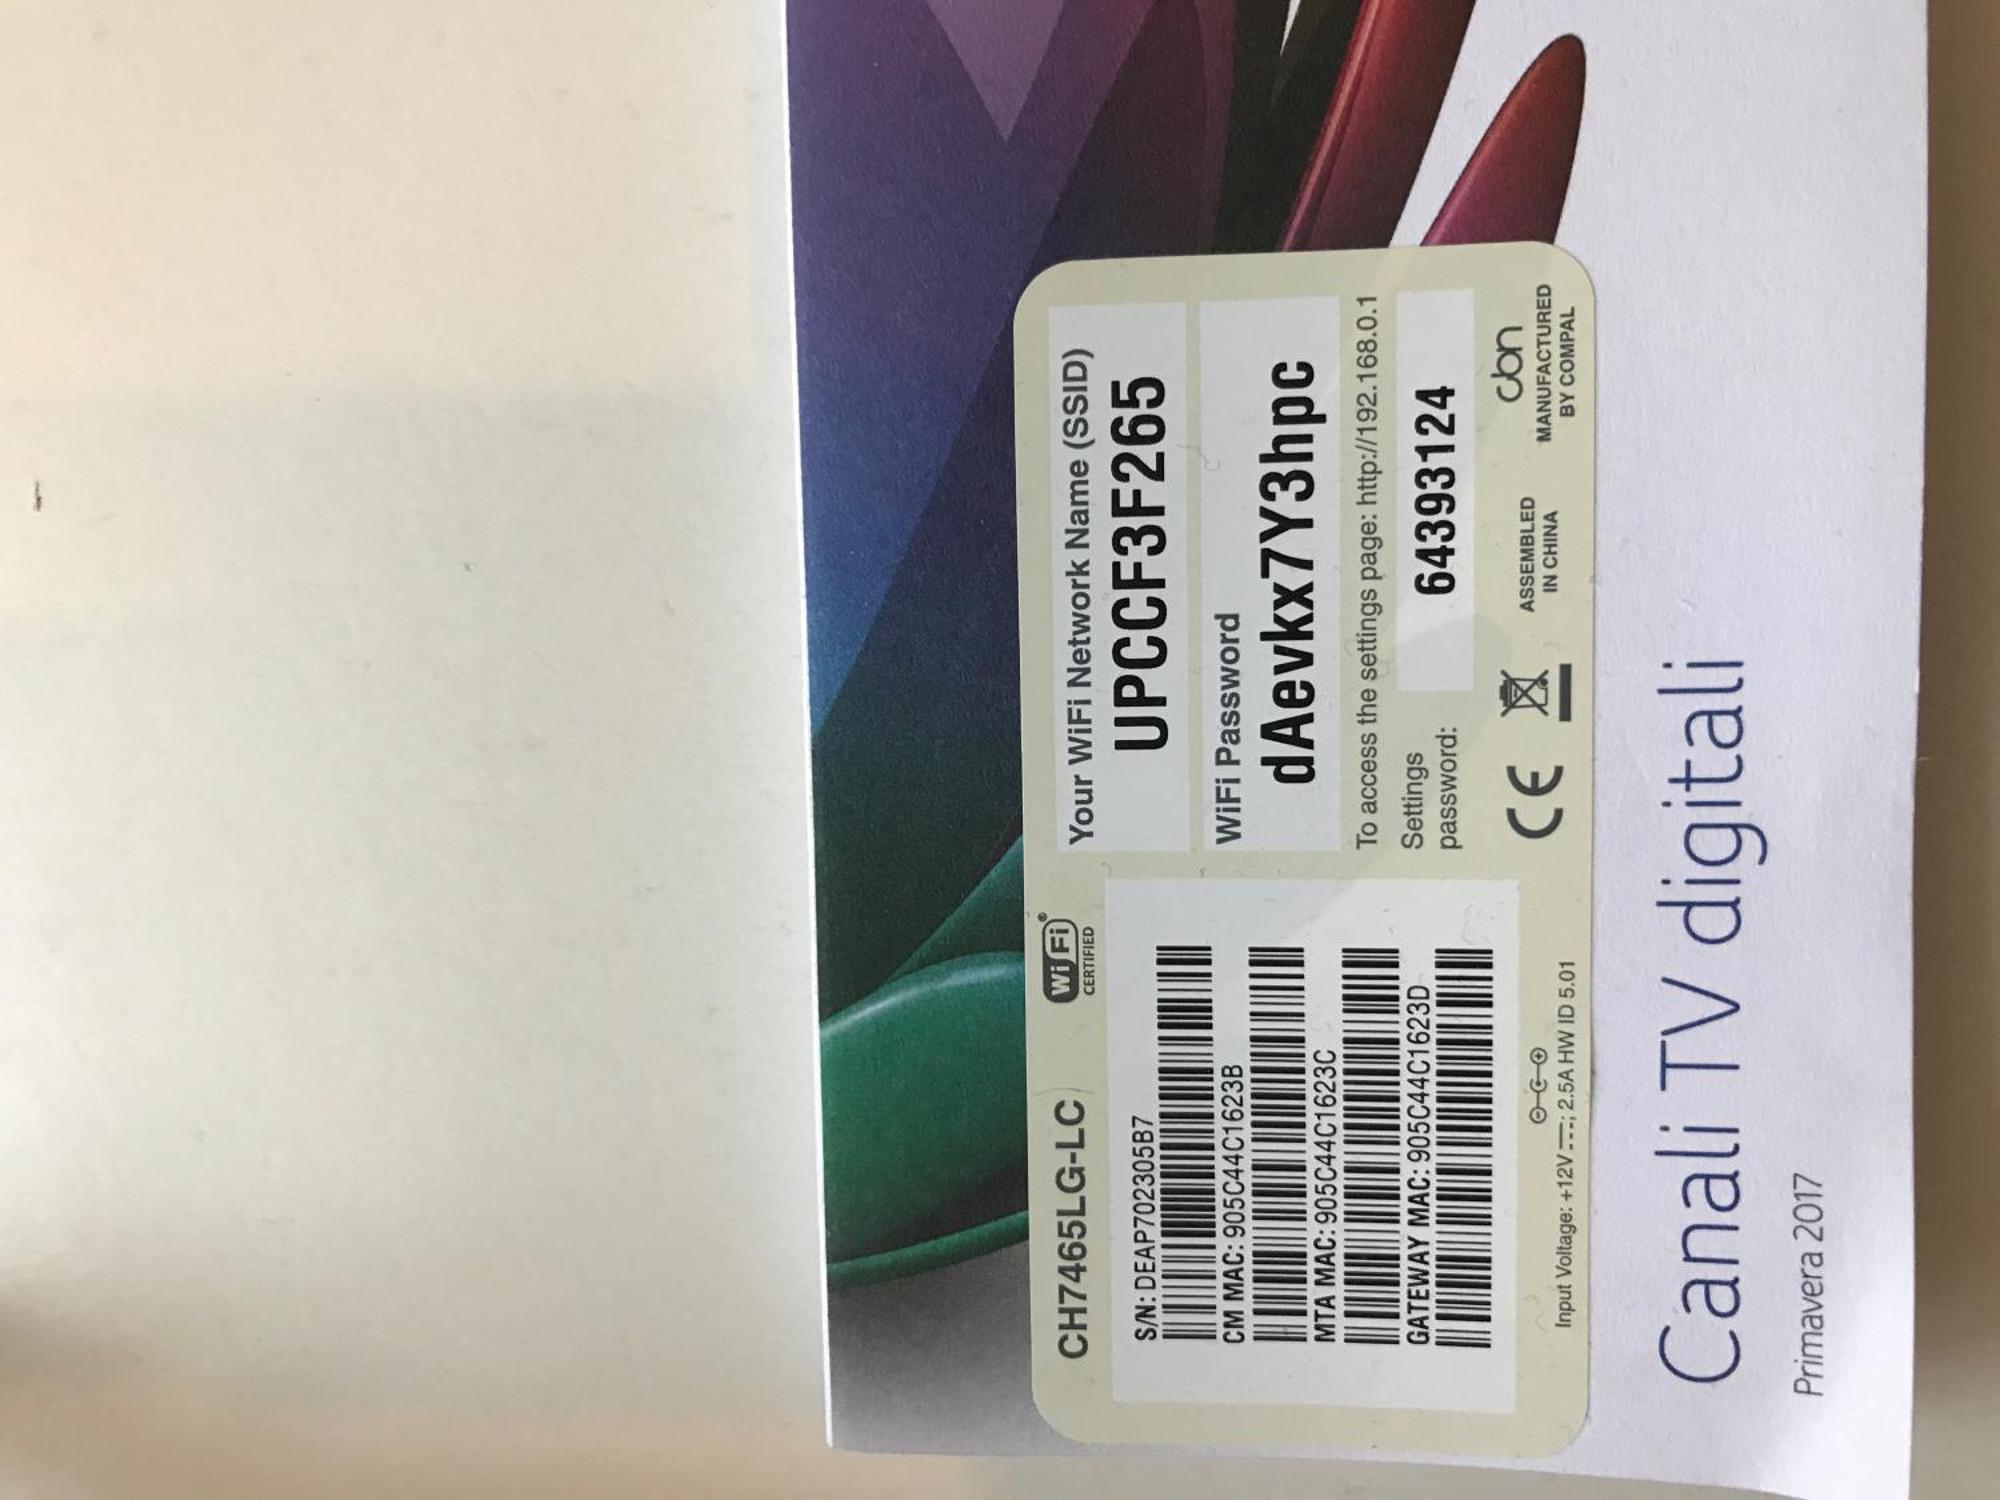 CH7465LG-LC
WiFi®
CERTIFIED
S/N: DEAP702305B7
CM MAC: 905C44C1623B
MTA MAC: 905C44C1623C
GATEWAY MAC: 905C44C1623D
Input Voltage: +12V⎓; 2.5A HW ID 5.01
Your WiFi Network Name (SSID)
UPCCF3F265
WiFi Password
dAevkx7Y3hpc
To access the settings page: http://192.168.0.1
Settings
password:
64393124
CE
ASSEMBLED
IN CHINA
cbn
MANUFACTURED
BY COMPAL
Canali TV digitali
Primavera 2017